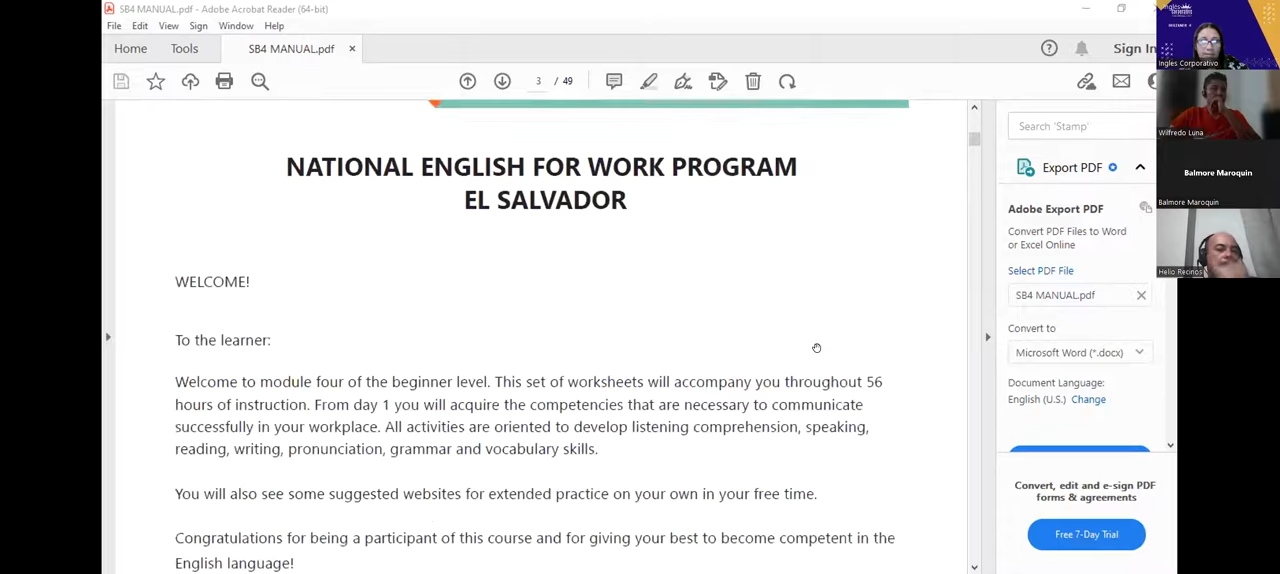 SB4 MANUAL.pdf - Adobe Acrobat Reader (64-bit)
File Edit View Sign Window Help
Home Tools SB4 MANUAL.pdf × Sign In
3 / 49
NATIONAL ENGLISH FOR WORK PROGRAM
EL SALVADOR
WELCOME!
To the learner:
Welcome to module four of the beginner level. This set of worksheets will accompany you throughout 56
hours of instruction. From day 1 you will acquire the competencies that are necessary to communicate
successfully in your workplace. All activities are oriented to develop listening comprehension, speaking,
reading, writing, pronunciation, grammar and vocabulary skills.
You will also see some suggested websites for extended practice on your own in your free time.
Congratulations for being a participant of this course and for giving your best to become competent in the
English language!
Search 'Stamp'
Export PDF
Adobe Export PDF
Convert PDF Files to Word
or Excel Online
Select PDF File
SB4 MANUAL.pdf
Convert to
Microsoft Word (*.docx)
Document Language:
English (U.S.) Change
Convert, edit and e-sign PDF
forms & agreements
Free 7-Day Trial
Ingles Corporativo
Wilfredo Luna
Balmore Maroquin
Balmore Maroquin
Helio Recinos